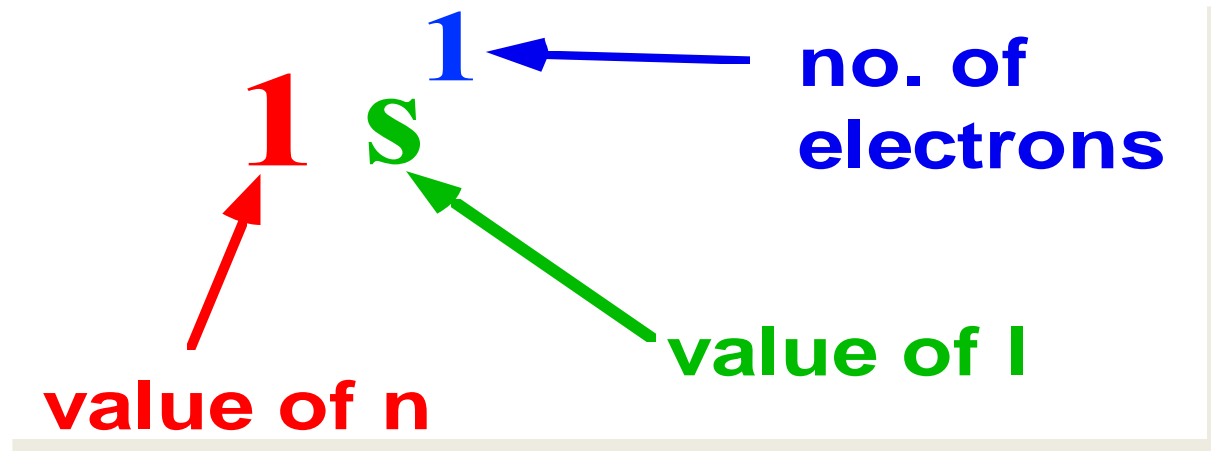 1 s 1
no. of
electrons
value of l
value of n